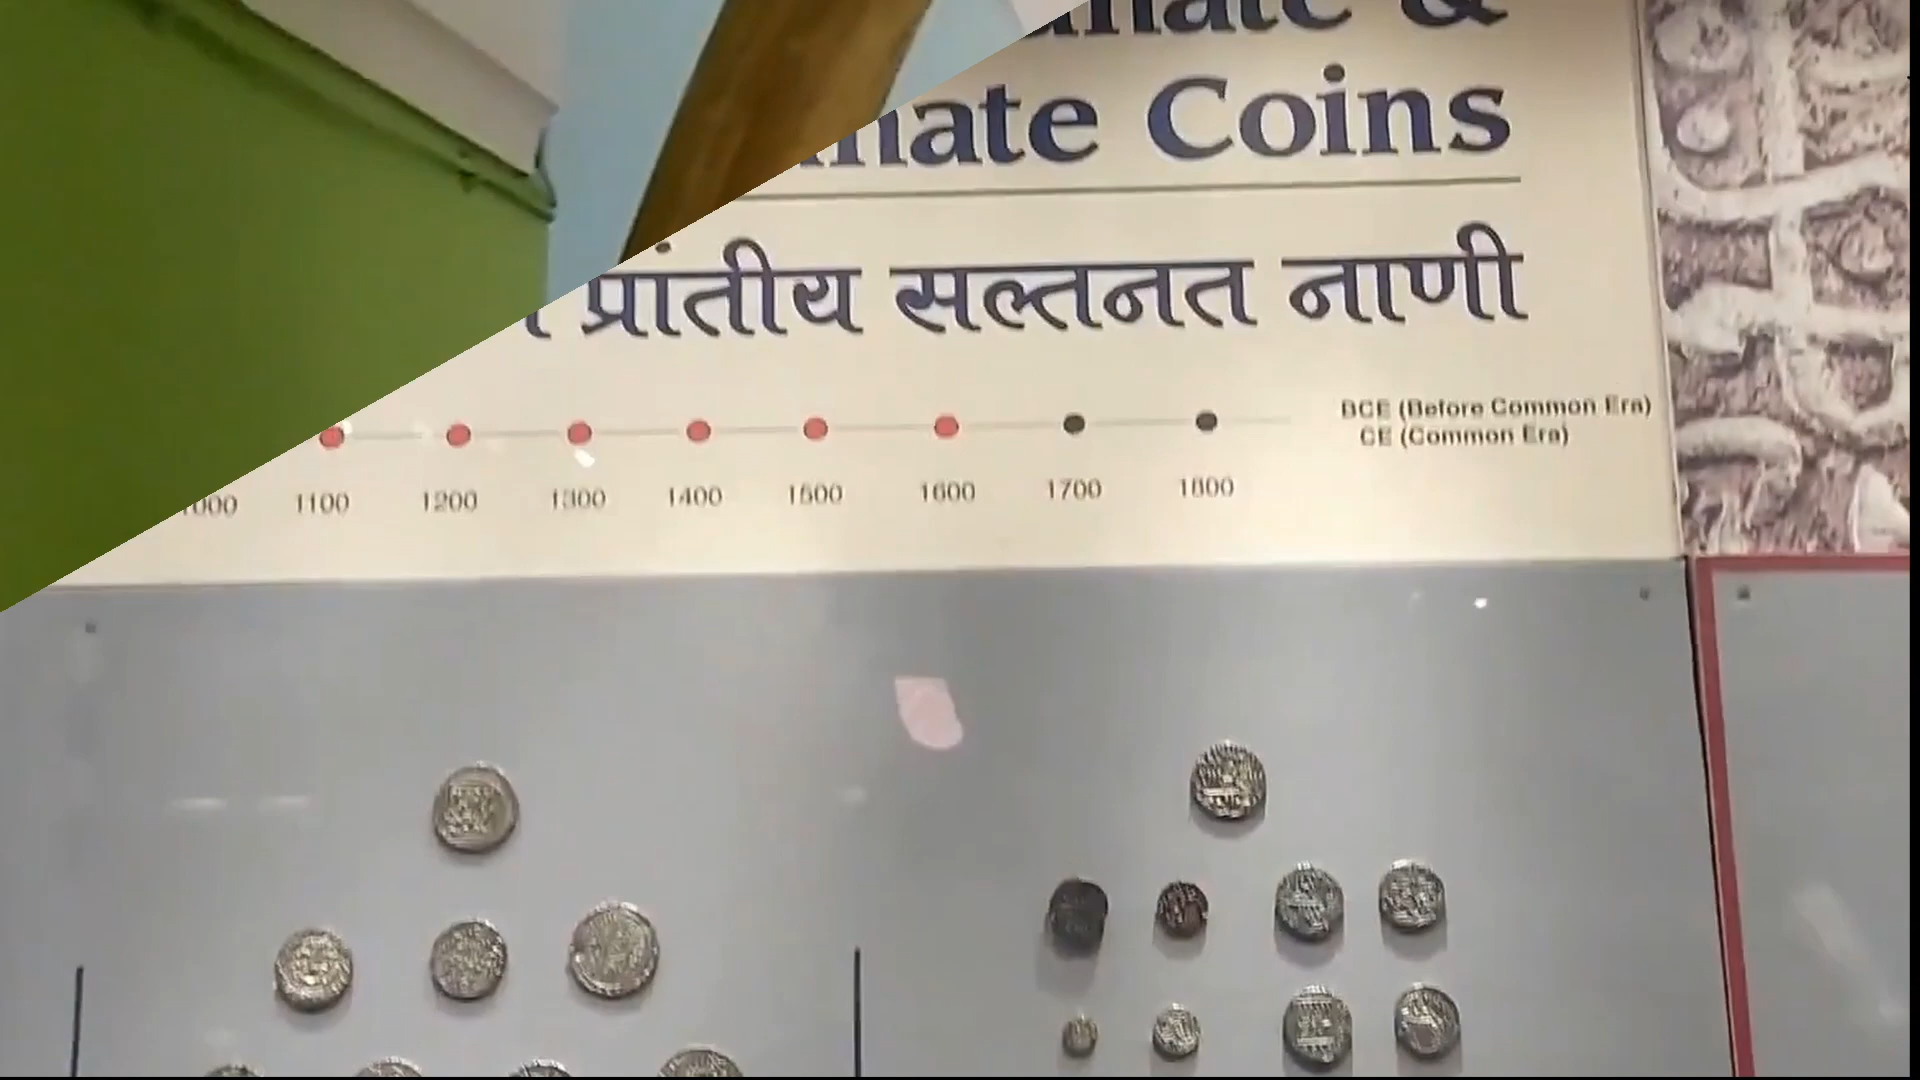 Coins
प्रांतीय सल्तनत नाणी
BCE (Before Common Era)
CE (Common Era)
1100 1200 1300 1400 1500 1600 1700 1800